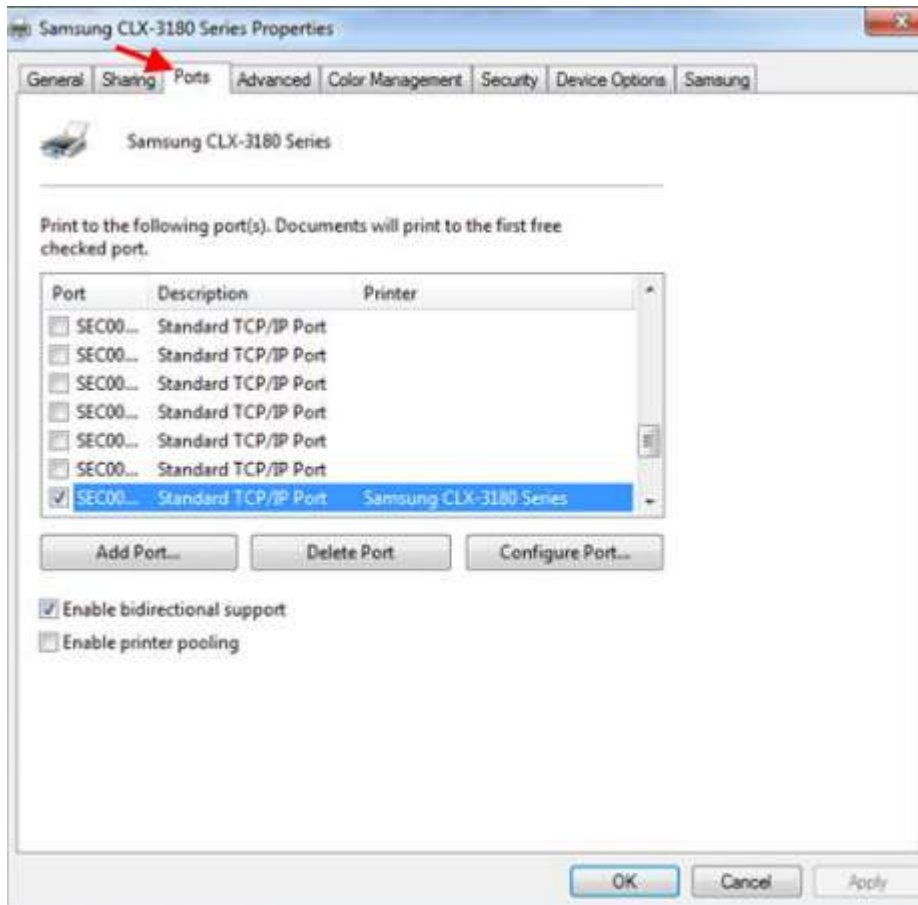 Samsung CLX-3180 Series Properties
General Sharing Ports Advanced Color Management Security Device Options Samsung
Samsung CLX-3180 Series
Print to the following port(s). Documents will print to the first free
checked port.
Port Description Printer
SEC00... Standard TCP/IP Port
SEC00... Standard TCP/IP Port
SEC00... Standard TCP/IP Port
SEC00... Standard TCP/IP Port
SEC00... Standard TCP/IP Port
SEC00... Standard TCP/IP Port
SEC00... Standard TCP/IP Port Samsung CLX-3180 Series
Add Port... Delete Port Configure Port...
Enable bidirectional support
Enable printer pooling
OK Cancel Apply